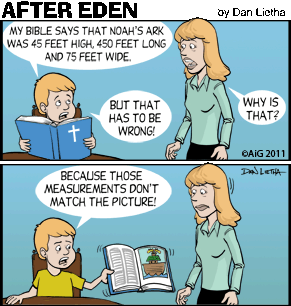 AFTER EDEN
by Dan Lietha
MY BIBLE SAYS THAT NOAH'S ARK
WAS 45 FEET HIGH, 450 FEET LONG
AND 75 FEET WIDE.
BUT THAT
HAS TO BE
WRONG!
WHY IS
THAT?
©AiG 2011
BECAUSE THOSE
MEASUREMENTS DON'T
MATCH THE PICTURE!
DAN LIETHA